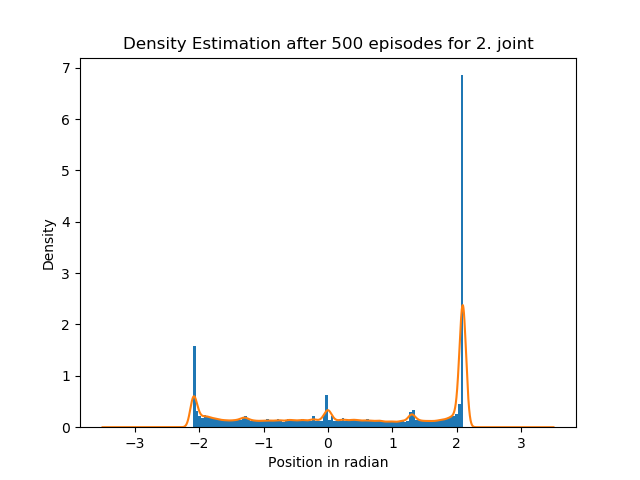 Density Estimation after 500 episodes for 2. joint
7
6
5
4
3
2
1
0
Density
−3 −2 −1 0 1 2 3
Position in radian